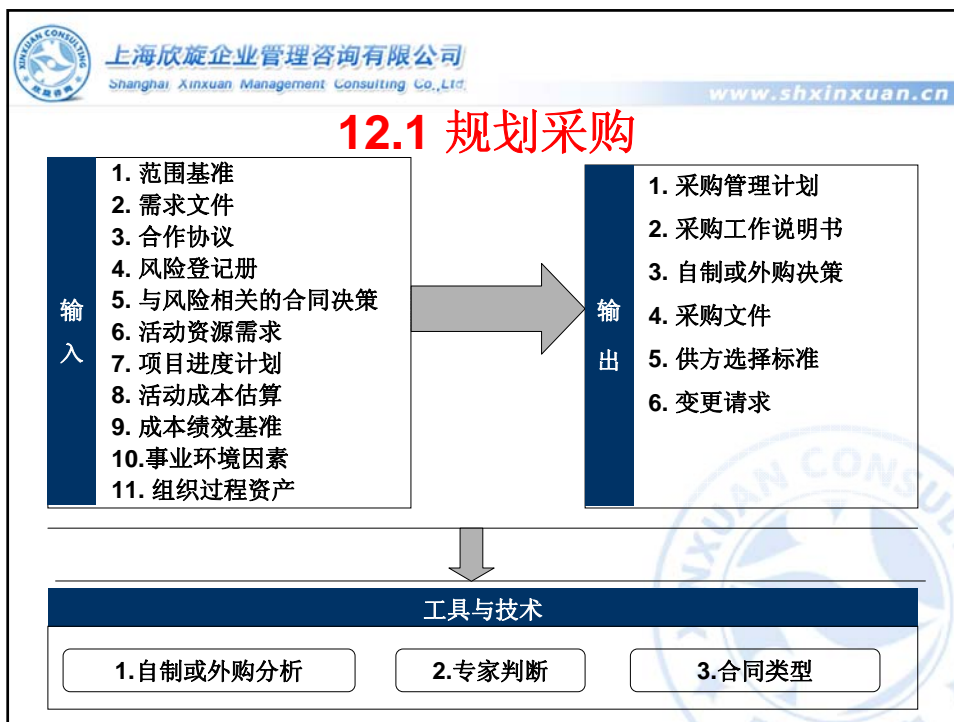 XINXUAN CONSULTING
欣旋咨询
上海欣旋企业管理咨询有限公司
Shanghai Xinxuan Management Consulting Co.,Ltd.
www.shxinxuan.cn
12.1 规划采购
输入
1. 范围基准
2. 需求文件
3. 合作协议
4. 风险登记册
5. 与风险相关的合同决策
6. 活动资源需求
7. 项目进度计划
8. 活动成本估算
9. 成本绩效基准
10.事业环境因素
11. 组织过程资产
输出
1. 采购管理计划
2. 采购工作说明书
3. 自制或外购决策
4. 采购文件
5. 供方选择标准
6. 变更请求
工具与技术
1.自制或外购分析
2.专家判断
3.合同类型
XINXUAN CONSU